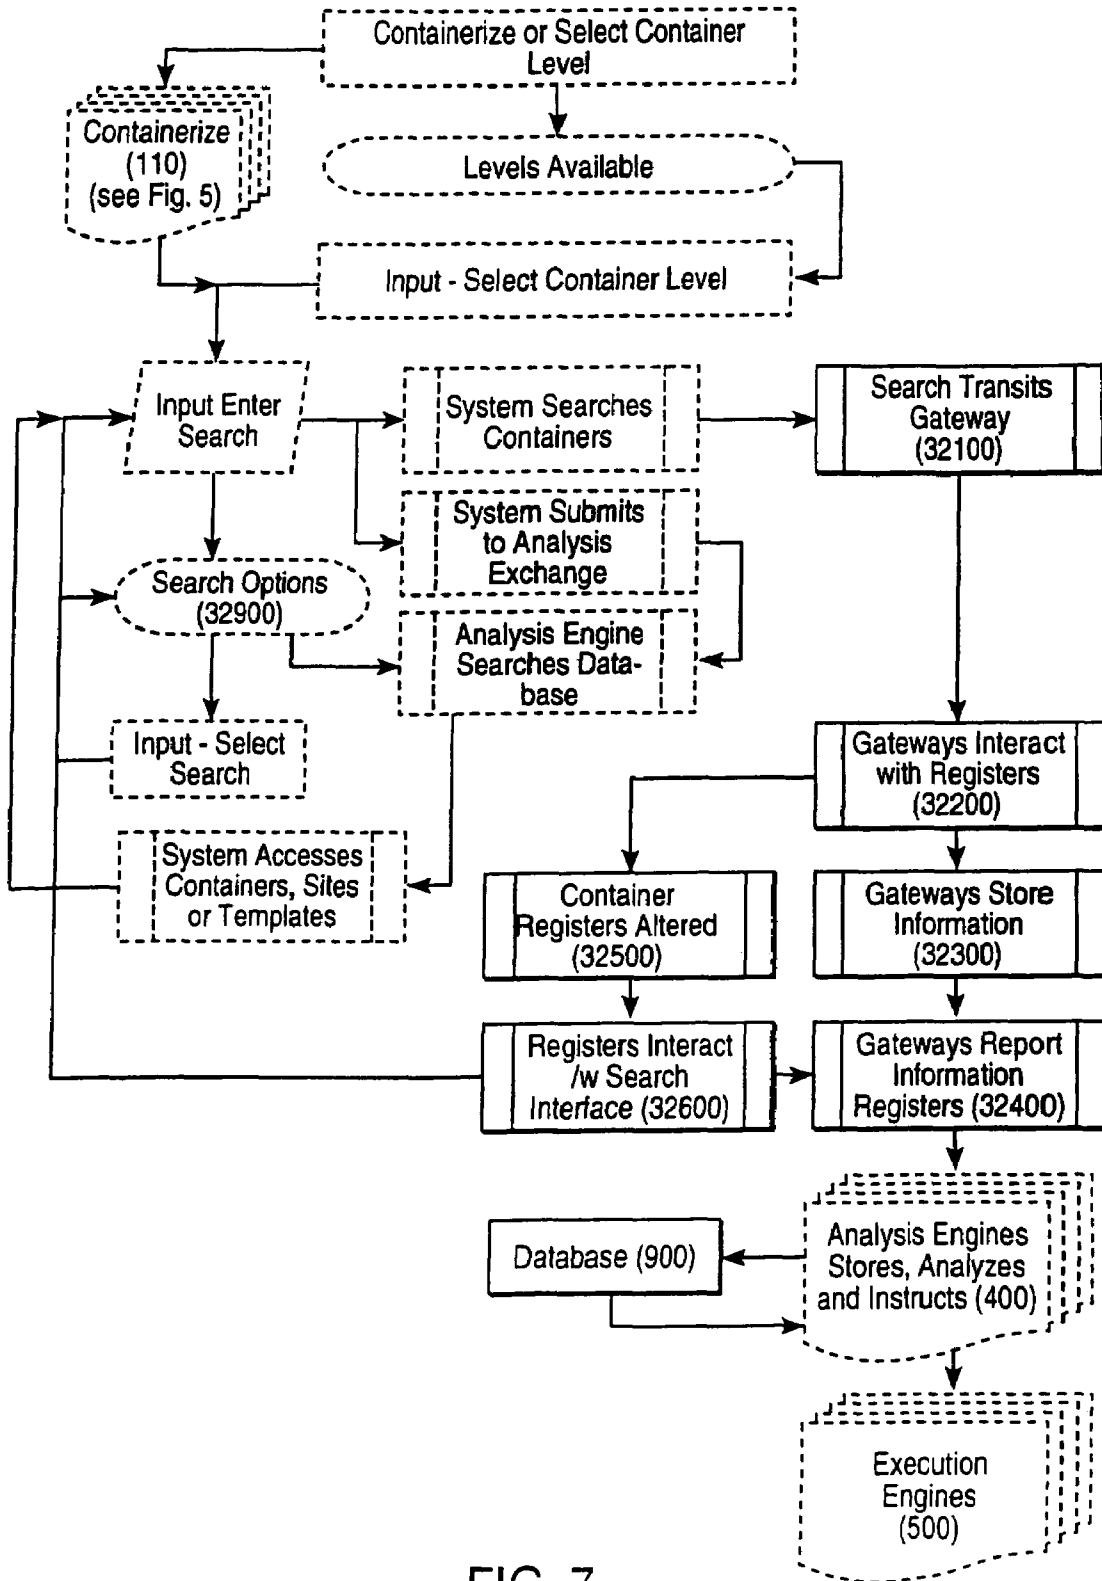 Containerize or Select Container
Level
Containerize
(110)
(see Fig. 5)
Levels Available
Input - Select Container Level
Input Enter
Search
System Searches
Containers
Search Transits
Gateway
(32100)
System Submits
to Analysis
Exchange
Search Options
(32900)
Analysis Engine
Searches Data-
base
Input - Select
Search
Gateways Interact
with Registers
(32200)
System Accesses
Containers, Sites
or Templates
Container
Registers Altered
(32500)
Gateways Store
Information
(32300)
Registers Interact
/w Search
Interface (32600)
Gateways Report
Information
Registers (32400)
Database (900)
Analysis Engines
Stores, Analyzes
and Instructs (400)
Execution
Engines
(500)
FIG. 7